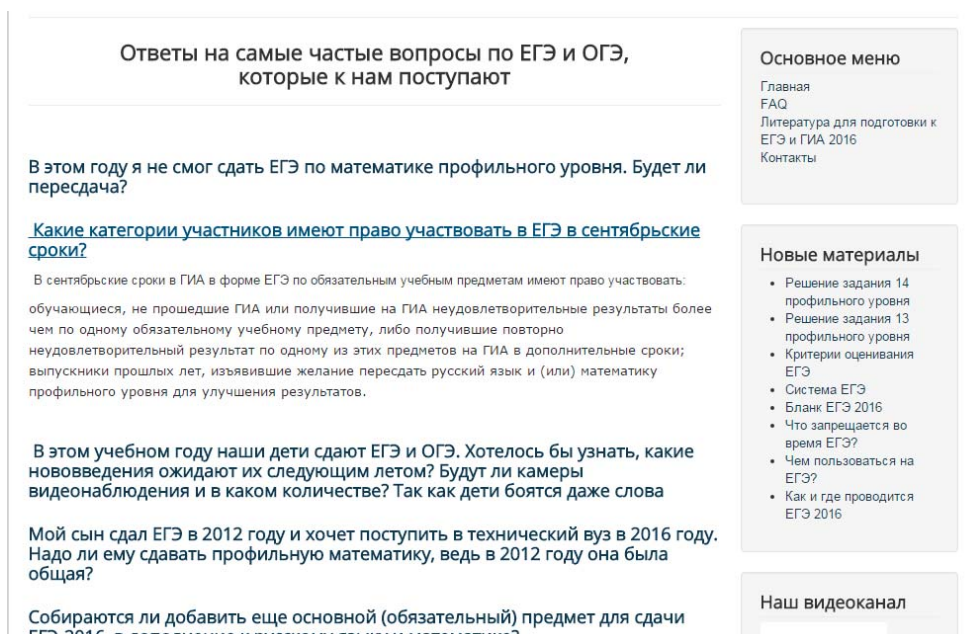 Ответы на самые частые вопросы по ЕГЭ и ОГЭ,
которые к нам поступают
В этом году я не смог сдать ЕГЭ по математике профильного уровня. Будет ли
пересдача?
Какие категории участников имеют право участвовать в ЕГЭ в сентябрьские
сроки?
В сентябрьские сроки в ГИА в форме ЕГЭ по обязательным учебным предметам имеют право участвовать:
обучающиеся, не прошедшие ГИА или получившие на ГИА неудовлетворительные результаты более
чем по одному обязательному учебному предмету, либо получившие повторно
неудовлетворительный результат по одному из этих предметов на ГИА в дополнительные сроки;
выпускники прошлых лет, изъявившие желание пересдать русский язык и (или) математику
профильного уровня для улучшения результатов.
В этом учебном году наши дети сдают ЕГЭ и ОГЭ. Хотелось бы узнать, какие
нововведения ожидают их следующим летом? Будут ли камеры
видеонаблюдения и в каком количестве? Так как дети боятся даже слова
Мой сын сдал ЕГЭ в 2012 году и хочет поступить в технический вуз в 2016 году.
Надо ли ему сдавать профильную математику, ведь в 2012 году она была
общая?
Собираются ли добавить еще основной (обязательный) предмет для сдачи
ЕГЭ 2016, в дополнение к русскому языку и математике?
Основное меню
Главная
FAQ
Литература для подготовки к
ЕГЭ и ГИА 2016
Контакты
Новые материалы
• Решение задания 14
профильного уровня
• Решение задания 13
профильного уровня
• Критерии оценивания
ЕГЭ
• Система ЕГЭ
• Бланк ЕГЭ 2016
• Что запрещается во
время ЕГЭ?
• Чем пользоваться на
ЕГЭ?
• Как и где проводится
ЕГЭ 2016
Наш видеоканал